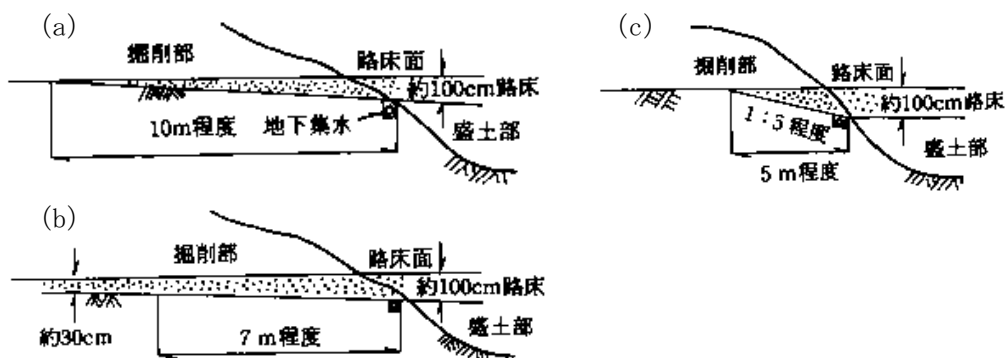 (a)
掘削部
路床面
約100cm路床
10m程度
地下集水
盛土部
(b)
掘削部
路床面
約100cm路床
約30cm
7m程度
盛土部
(c)
掘削部
路床面
約100cm路床
1:5程度
盛土部
5m程度